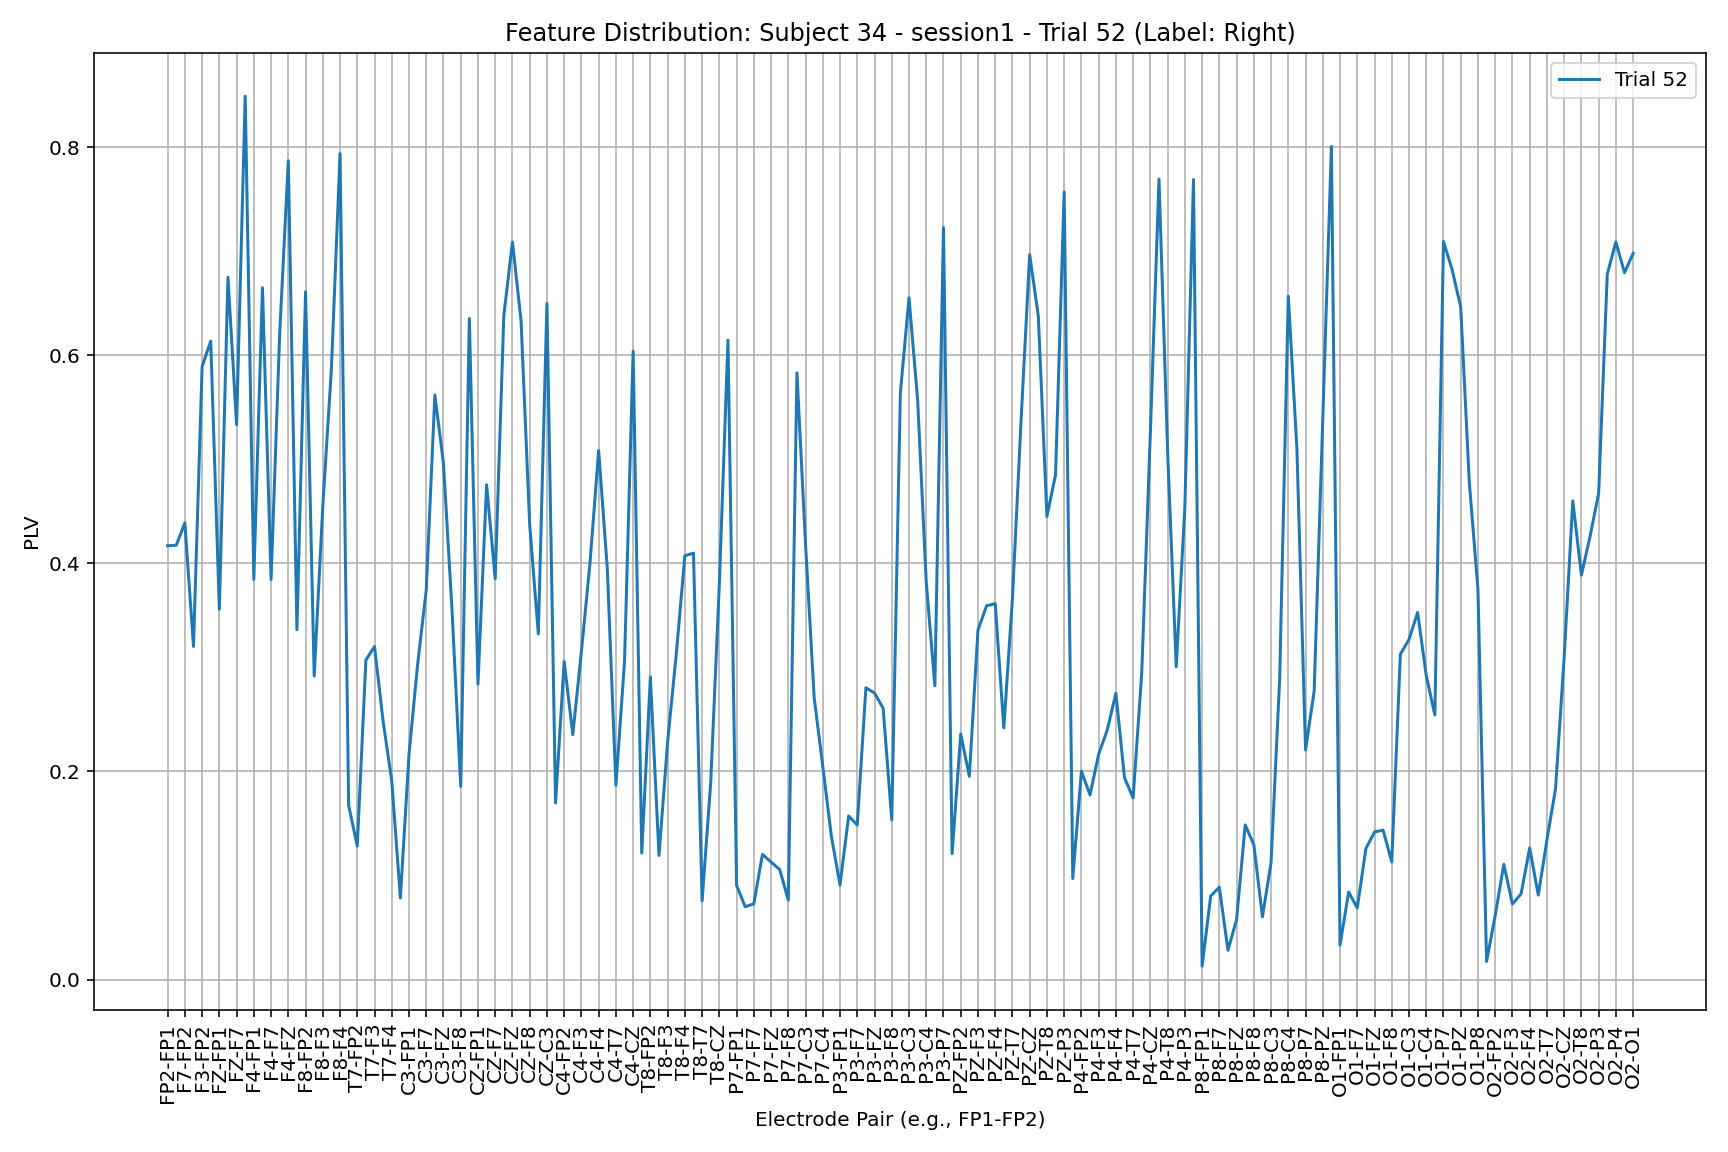 Feature Distribution: Subject 34 - session1 - Trial 52 (Label: Right)
Trial 52
PLV
0.8
0.6
0.4
0.2
0.0
FP2-FP1
F7-FP2
F3-FP2
FZ-FP1
FZ-F7
F4-FP1
F4-F7
F4-FZ
F8-FP2
F8-F3
F8-F4
T7-FP2
T7-F3
T7-F4
C3-FP1
C3-F7
C3-FZ
C3-F8
CZ-FP1
CZ-F7
CZ-FZ
CZ-F8
CZ-C3
C4-FP2
C4-F3
C4-F4
C4-T7
C4-CZ
T8-FP2
T8-F3
T8-F4
T8-T7
T8-CZ
P7-FP1
P7-F7
P7-FZ
P7-F8
P7-C3
P7-C4
P3-FP1
P3-F7
P3-FZ
P3-F8
P3-C3
P3-C4
P3-P7
PZ-FP2
PZ-F3
PZ-F4
PZ-T7
PZ-CZ
PZ-T8
PZ-P3
P4-FP2
P4-F3
P4-F4
P4-T7
P4-CZ
P4-T8
P4-P3
P8-FP1
P8-F7
P8-FZ
P8-F8
P8-C3
P8-C4
P8-P7
P8-PZ
O1-FP1
O1-F7
O1-FZ
O1-F8
O1-C3
O1-C4
O1-P7
O1-PZ
O1-P8
O2-FP2
O2-F3
O2-F4
O2-T7
O2-CZ
O2-T8
O2-P3
O2-P4
O2-O1
Electrode Pair (e.g., FP1-FP2)